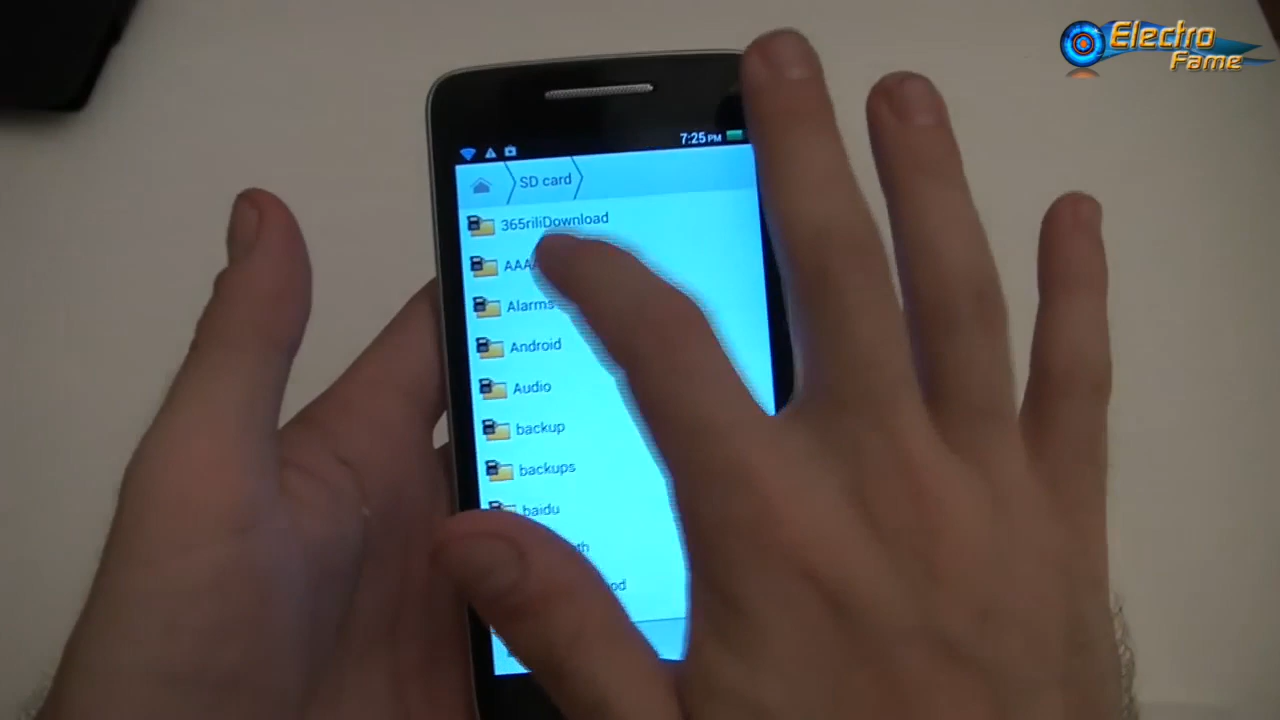 Electro
Fame
7:25 PM
SD card
365riliDownload
Alarms
Android
Audio
backup
backups
baidu